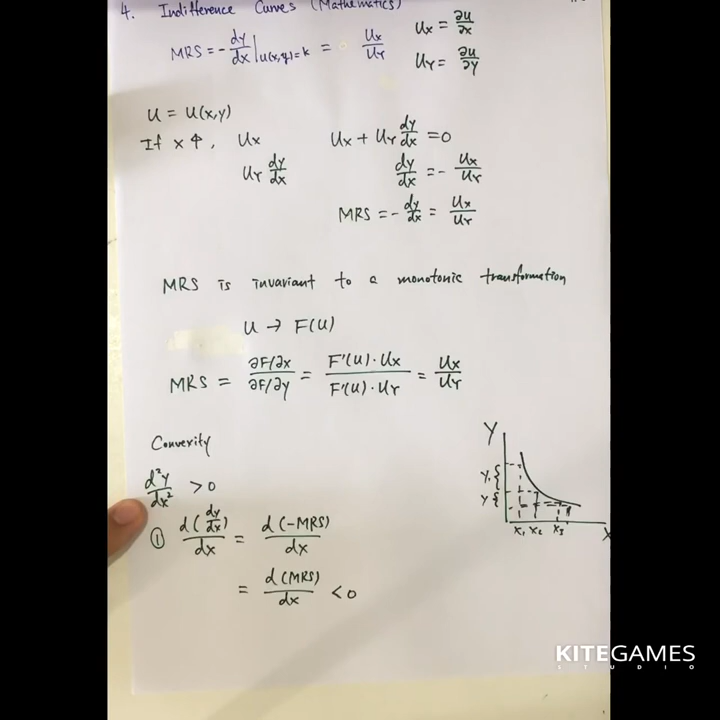 4. Indifference Curves (Mathematics)
MRS = - dy/dx | u(x,y)=k = Ux/UY
Ux = ∂u/∂x
UY = ∂u/∂y
U = U(x,y)
If x ↑, Ux
UY dy/dx
Ux + UY dy/dx = 0
dy/dx = - Ux/UY
MRS = - dy/dx = Ux/UY
MRS is invariant to a monotonic transformation
U → F(U)
MRS = ∂F/∂x / ∂F/∂y = F'(U)·Ux / F'(U)·UY = Ux/UY
Converity
d²Y/dx² > 0
① d(dy/dx)/dx = d(-MRS)/dx
= d(MRS)/dx < 0
Y
Y1{
Y{
x1 x2 x3
X
KITEGAMES
STUDIO